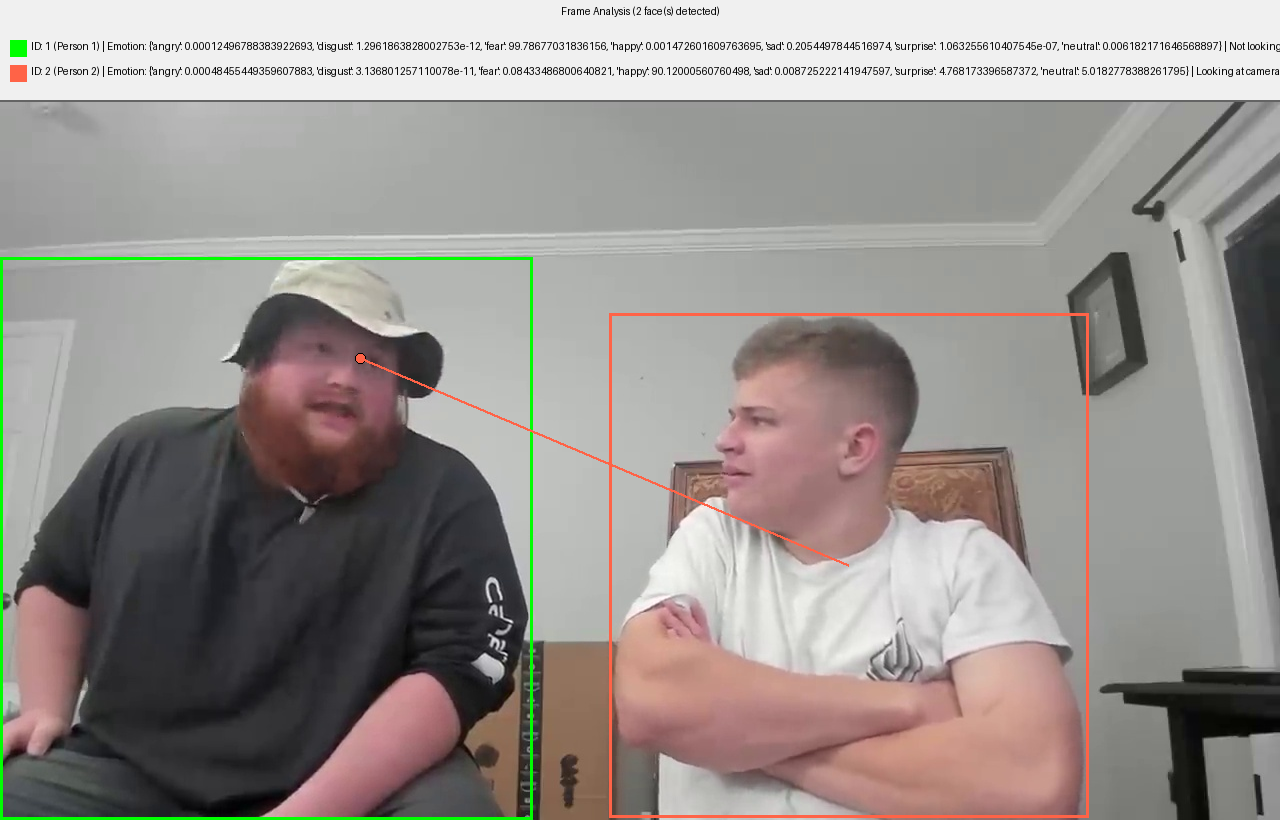 Frame Analysis (2 face(s) detected)
ID: 1 (Person 1) | Emotion: {'angry': 0.00012496788383922693, 'disgust': 1.2961863828002753e-12, 'fear': 99.78677031836156, 'happy': 0.001472601609763695, 'sad': 0.2054497844516974, 'surprise': 1.063255610407545e-07, 'neutral': 0.006182171646568897} | Not looking
ID: 2 (Person 2) | Emotion: {'angry': 0.00048455449359607883, 'disgust': 3.136801257110078e-11, 'fear': 0.08433486800640821, 'happy': 90.12000560760498, 'sad': 0.008725222141947597, 'surprise': 4.768173396587372, 'neutral': 5.0182778388261795} | Looking at camera